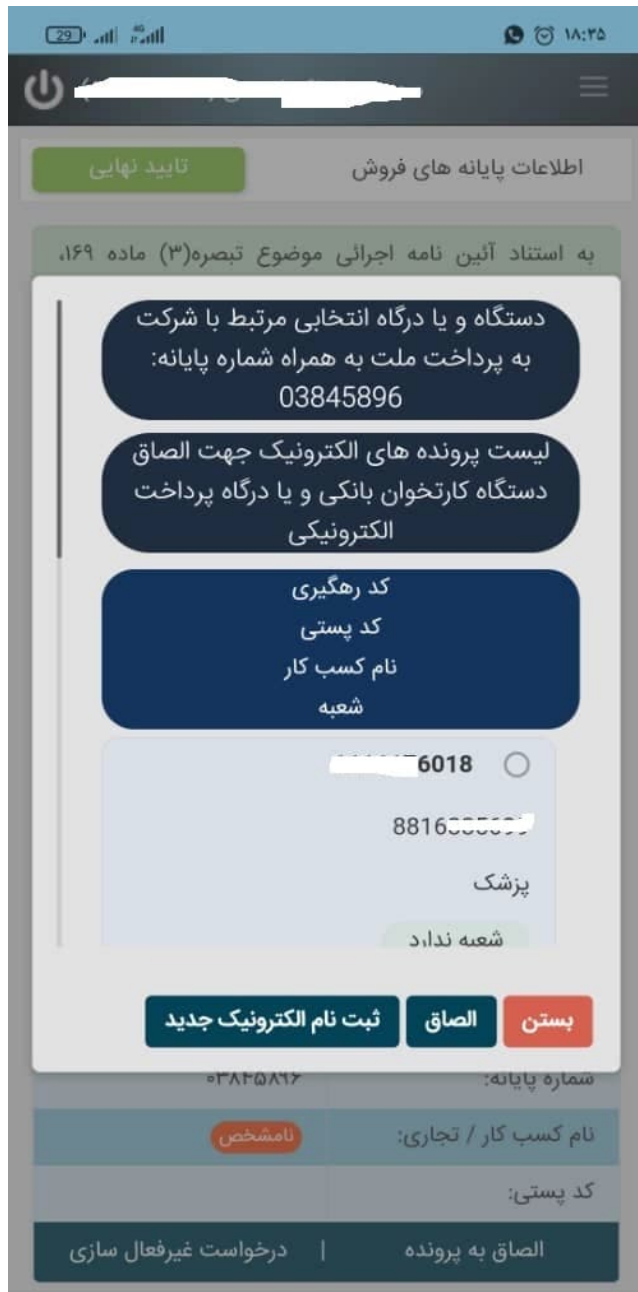 29
4G
۱۸:۳۵
اطلاعات پایانه های فروش
تایید نهایی
به استناد آئین نامه اجرائی موضوع تبصره(۳) ماده ۱۶۹،
دستگاه و یا درگاه انتخابی مرتبط با شرکت
به پرداخت ملت به همراه شماره پایانه:
03845896
لیست پرونده های الکترونیک جهت الصاق
دستگاه کارتخوان بانکی و یا درگاه پرداخت
الکترونیکی
کد رهگیری
کد پستی
نام کسب کار
شعبه
6018
8816
پزشک
شعبه ندارد
بستن
الصاق
ثبت نام الکترونیک جدید
شماره پایانه:
۰۳۸۴۵۸۹۶
نام کسب کار / تجاری:
نامشخص
کد پستی:
الصاق به پرونده | درخواست غیرفعال سازی